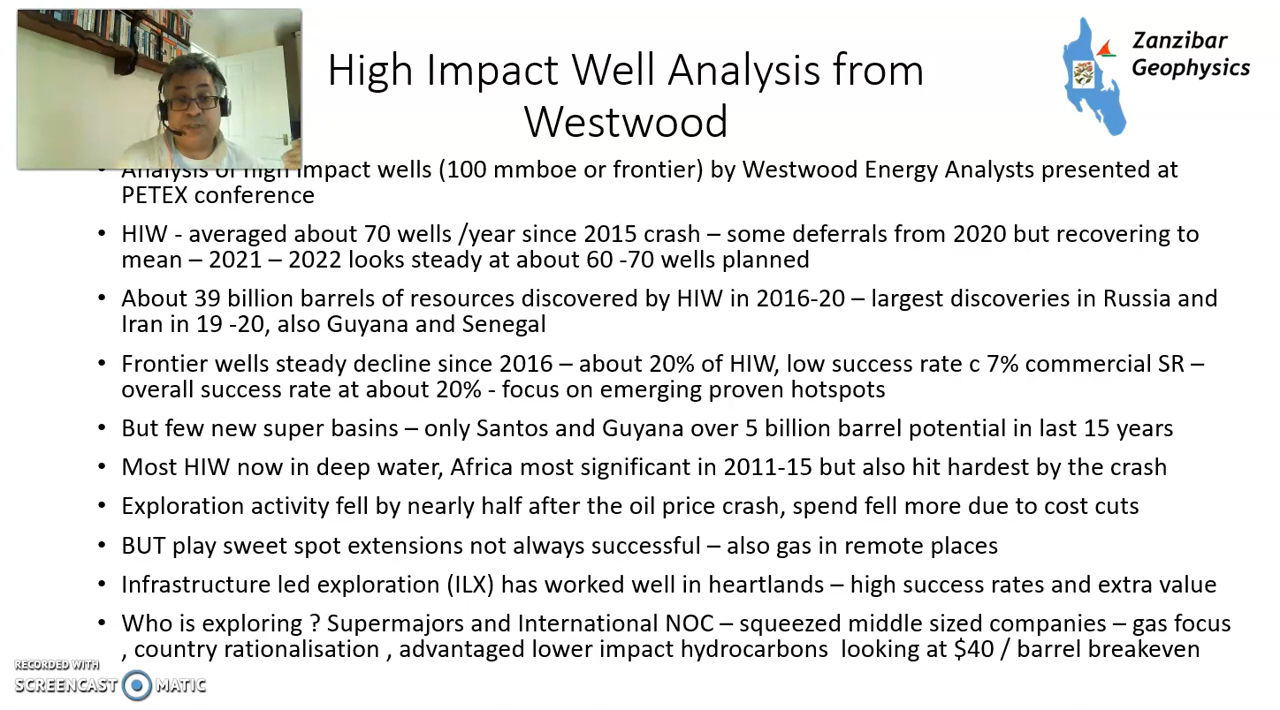 High Impact Well Analysis from
Westwood
Zanzibar
Geophysics
• Analysis of high impact wells (100 mmboe or frontier) by Westwood Energy Analysts presented at
PETEX conference
• HIW - averaged about 70 wells /year since 2015 crash – some deferrals from 2020 but recovering to
mean – 2021 – 2022 looks steady at about 60 -70 wells planned
• About 39 billion barrels of resources discovered by HIW in 2016-20 – largest discoveries in Russia and
Iran in 19 -20, also Guyana and Senegal
• Frontier wells steady decline since 2016 – about 20% of HIW, low success rate c 7% commercial SR –
overall success rate at about 20% - focus on emerging proven hotspots
• But few new super basins – only Santos and Guyana over 5 billion barrel potential in last 15 years
• Most HIW now in deep water, Africa most significant in 2011-15 but also hit hardest by the crash
• Exploration activity fell by nearly half after the oil price crash, spend fell more due to cost cuts
• BUT play sweet spot extensions not always successful – also gas in remote places
• Infrastructure led exploration (ILX) has worked well in heartlands – high success rates and extra value
• Who is exploring ? Supermajors and International NOC – squeezed middle sized companies – gas focus
, country rationalisation , advantaged lower impact hydrocarbons  looking at $40 / barrel breakeven
RECORDED WITH
SCREENCAST MATIC